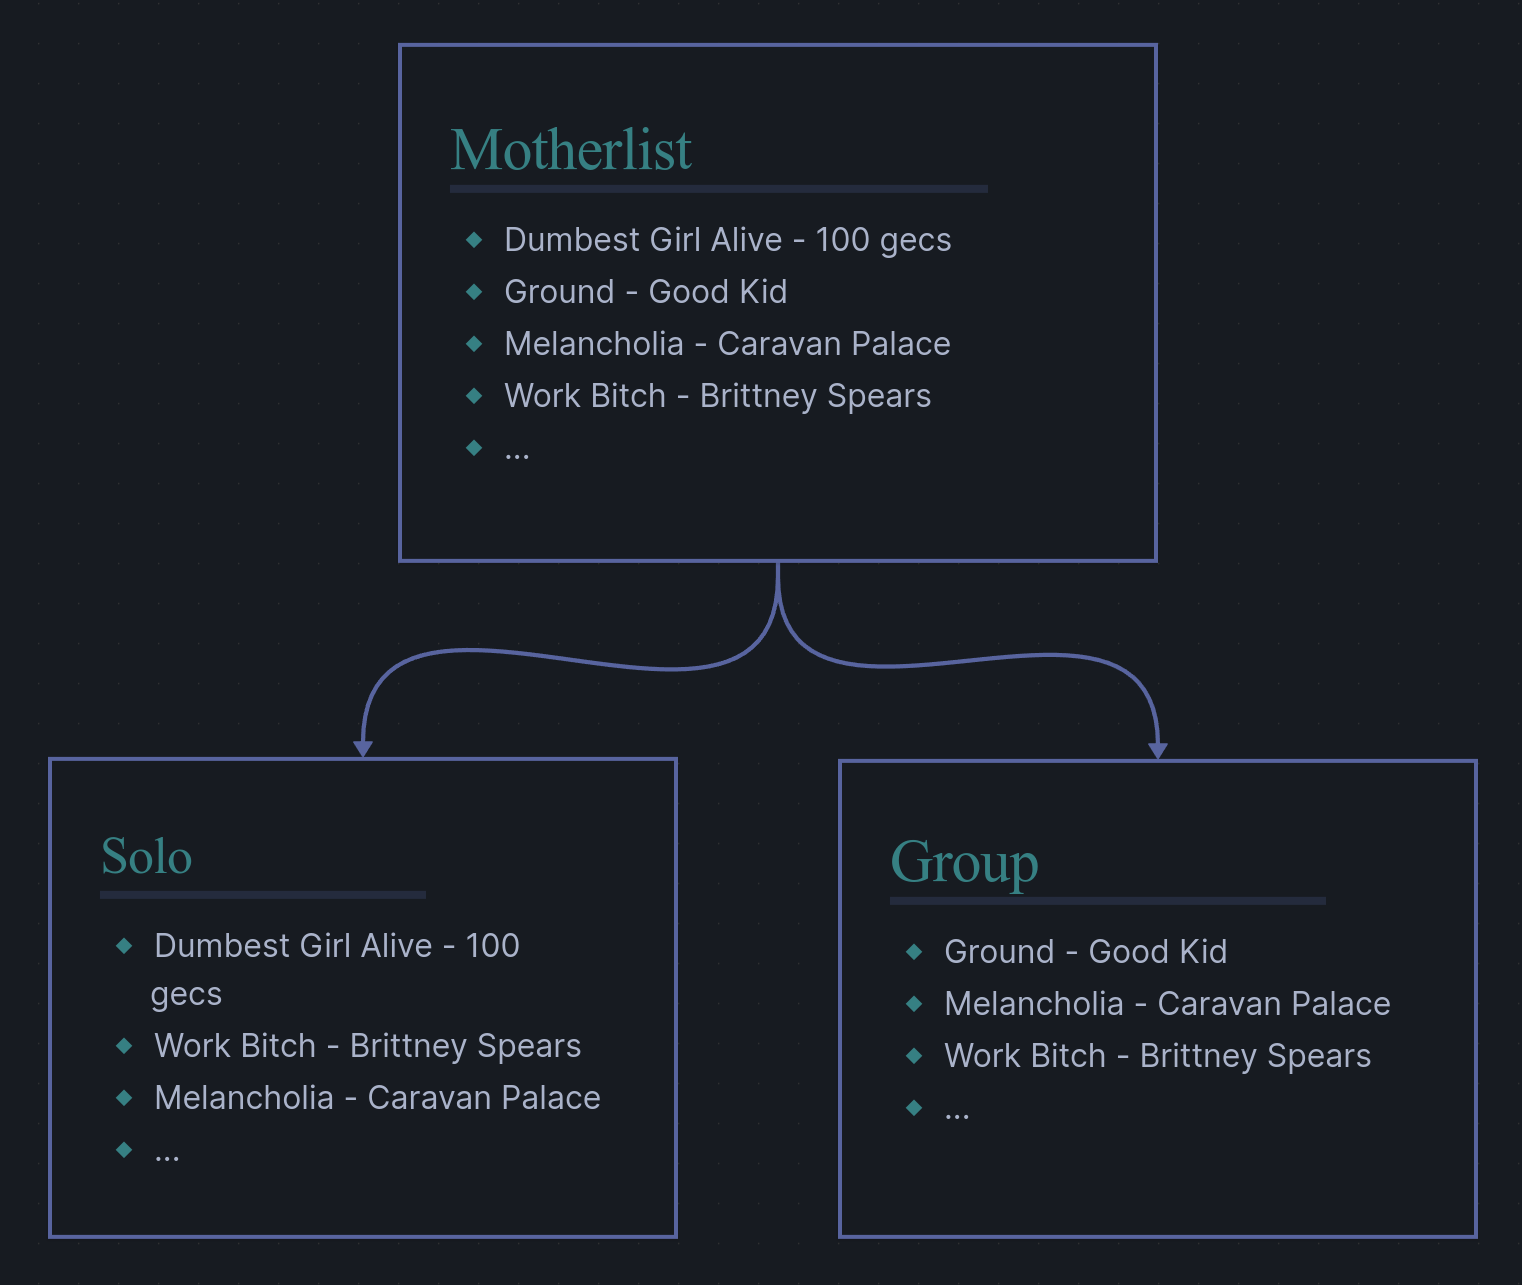 Motherlist
Dumbest Girl Alive - 100 gecs
Ground - Good Kid
Melancholia - Caravan Palace
Work Bitch - Brittney Spears
...
Solo
Dumbest Girl Alive - 100
gecs
Work Bitch - Brittney Spears
Melancholia - Caravan Palace
...
Group
Ground - Good Kid
Melancholia - Caravan Palace
Work Bitch - Brittney Spears
...